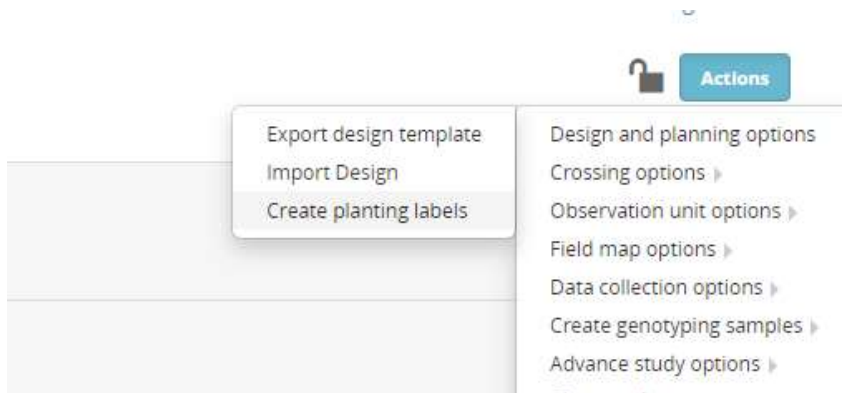 Actions
Export design template
Import Design
Create planting labels
Design and planning options
Crossing options
Observation unit options
Field map options
Data collection options
Create genotyping samples
Advance study options